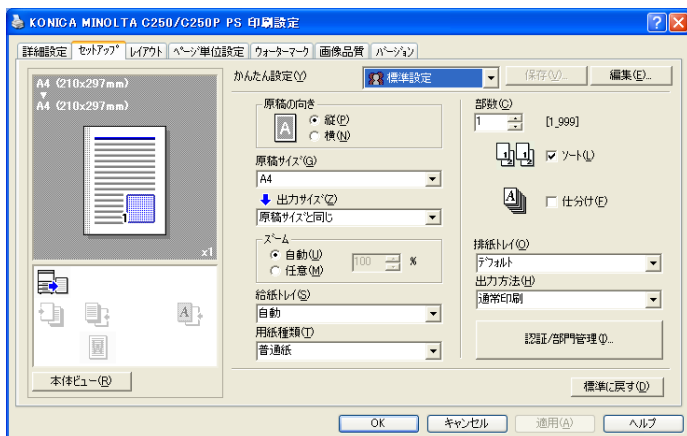 KONICA MINOLTA C250/C250P PS 印刷設定
詳細設定 セットアップ レイアウト ページ単位設定 ウォーターマーク 画像品質 バージョン
A4 (210x297mm)
A4 (210x297mm)
1
x1
本体ビュー(R)
かんたん設定(Y) 標準設定 保存(V)... 編集(E)...
原稿の向き
A
縦(P)
横(N)
原稿サイズ(G)
A4
出力サイズ(Z)
原稿サイズと同じ
ズーム
自動(U)
任意(M)
100 %
給紙トレイ(S)
自動
用紙種類(T)
普通紙
部数(C)
1 [1_999]
ソート(L)
仕分け(F)
排紙トレイ(O)
デフォルト
出力方法(H)
通常印刷
認証/部門管理(I)...
標準に戻す(D)
OK キャンセル 適用(A) ヘルプ